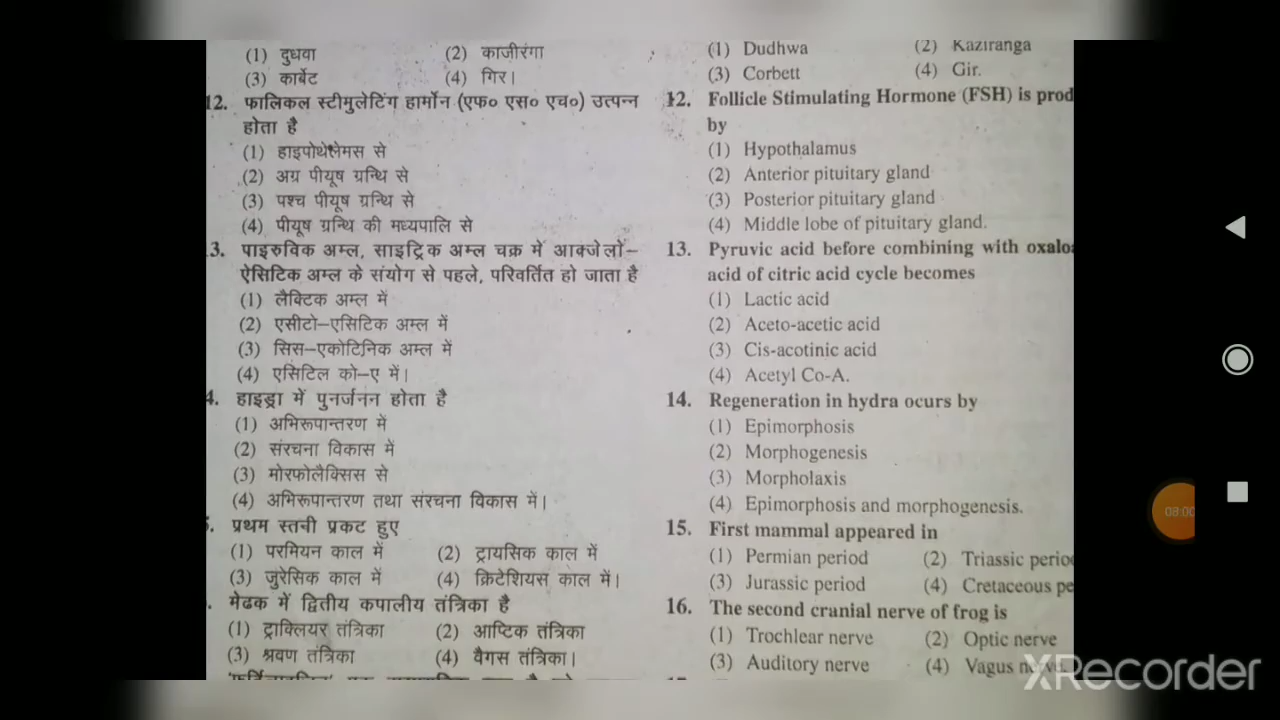 (1) दुधवा (2) काजीरंगा
(3) कार्बेट (4) गिर।
12. फालिकल स्टीमुलेटिंग हार्मोन (एफ० एस० एच०) उत्पन्न
होता है
(1) हाइपोथेलेमस से
(2) अग्र पीयूष ग्रन्थि से
(3) पश्च पीयूष ग्रन्थि से
(4) पीयूष ग्रन्थि की मध्यपालि से
3. पाइरुविक अम्ल, साइट्रिक अम्ल चक्र में आक्जेलो–
ऐसिटिक अम्ल के संयोग से पहले, परिवर्तित हो जाता है
(1) लैक्टिक अम्ल में
(2) एसीटो–एसिटिक अम्ल में
(3) सिस–एकोटिनिक अम्ल में
(4) एसिटिल को–ए में।
4. हाइड्रा में पुनर्जनन होता है
(1) अभिरूपान्तरण में
(2) संरचना विकास में
(3) मोरफोलैक्सिस से
(4) अभिरूपान्तरण तथा संरचना विकास में।
प्रथम स्तनी प्रकट हुए
(1) परमियन काल में (2) ट्रायसिक काल में
(3) जुरेसिक काल में (4) क्रिटेशियस काल में।
मेढक में द्वितीय कपालीय तंत्रिका है
(1) ट्राक्लियर तंत्रिका (2) आप्टिक तंत्रिका
(3) श्रवण तंत्रिका (4) वैगस तंत्रिका।
(1) Dudhwa (2) Kaziranga
(3) Corbett (4) Gir.
12. Follicle Stimulating Hormone (FSH) is prod
by
(1) Hypothalamus
(2) Anterior pituitary gland
(3) Posterior pituitary gland
(4) Middle lobe of pituitary gland.
13. Pyruvic acid before combining with oxaloa
acid of citric acid cycle becomes
(1) Lactic acid
(2) Aceto-acetic acid
(3) Cis-acotinic acid
(4) Acetyl Co-A.
14. Regeneration in hydra ocurs by
(1) Epimorphosis
(2) Morphogenesis
(3) Morpholaxis
(4) Epimorphosis and morphogenesis.
15. First mammal appeared in
(1) Permian period (2) Triassic perio
(3) Jurassic period (4) Cretaceous pe
16. The second cranial nerve of frog is
(1) Trochlear nerve (2) Optic nerve
(3) Auditory nerve (4) Vagus
08:00
XRecorder